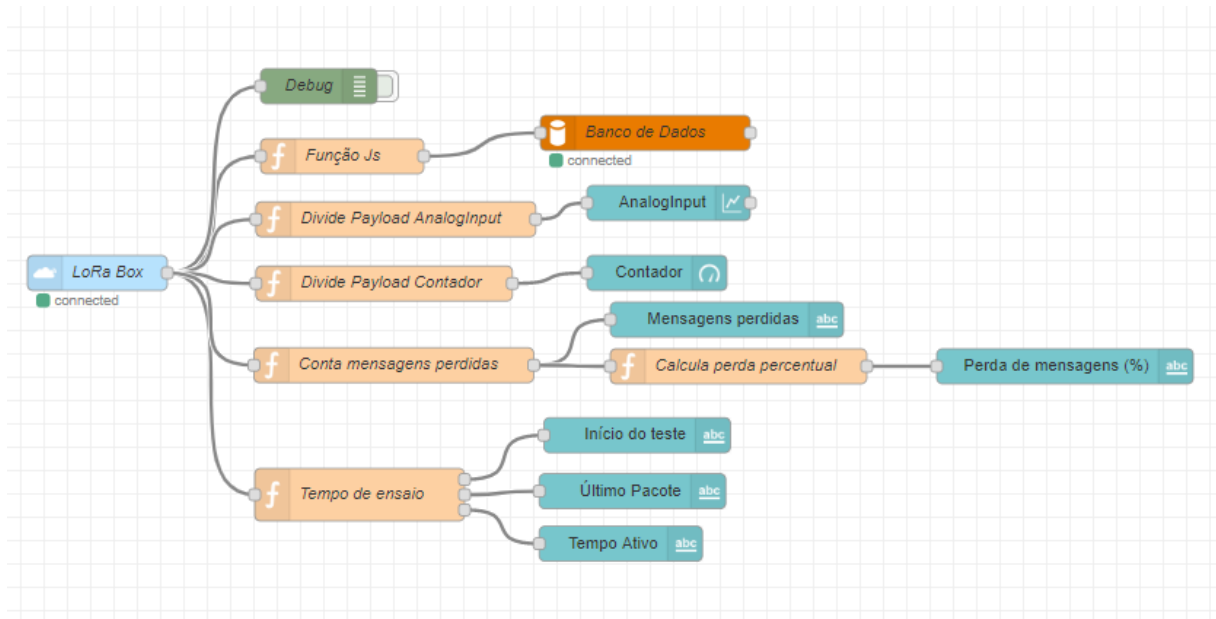 Debug
Função Js
Banco de Dados
connected
Divide Payload AnalogInput
AnalogInput
LoRa Box
connected
Divide Payload Contador
Contador
Conta mensagens perdidas
Mensagens perdidas abc
Calcula perda percentual
Perda de mensagens (%) abc
Tempo de ensaio
Início do teste abc
Último Pacote abc
Tempo Ativo abc